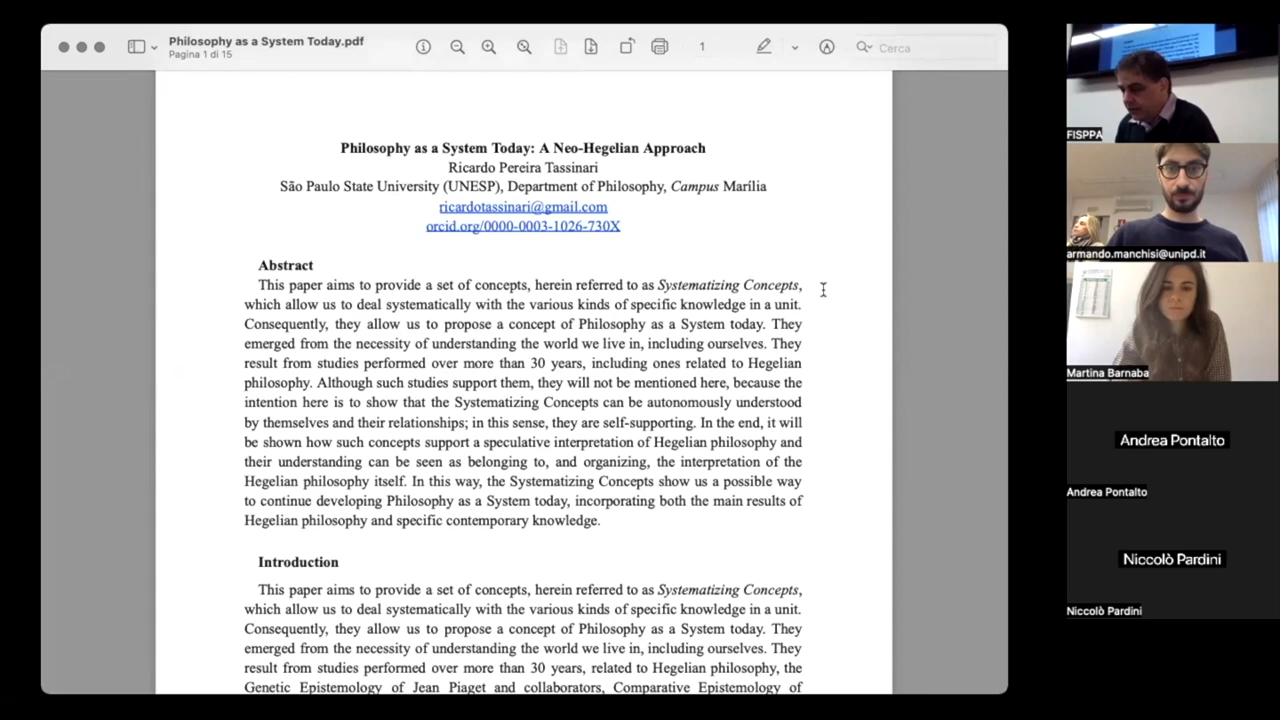 Philosophy as a System Today.pdf
Pagina 1 di 15
1
Cerca
Philosophy as a System Today: A Neo-Hegelian Approach
Ricardo Pereira Tassinari
São Paulo State University (UNESP), Department of Philosophy, Campus Marília
ricardotassinari@gmail.com
orcid.org/0000-0003-1026-730X
Abstract
This paper aims to provide a set of concepts, herein referred to as Systematizing Concepts,
which allow us to deal systematically with the various kinds of specific knowledge in a unit.
Consequently, they allow us to propose a concept of Philosophy as a System today. They
emerged from the necessity of understanding the world we live in, including ourselves. They
result from studies performed over more than 30 years, including ones related to Hegelian
philosophy. Although such studies support them, they will not be mentioned here, because the
intention here is to show that the Systematizing Concepts can be autonomously understood
by themselves and their relationships; in this sense, they are self-supporting. In the end, it will
be shown how such concepts support a speculative interpretation of Hegelian philosophy and
their understanding can be seen as belonging to, and organizing, the interpretation of the
Hegelian philosophy itself. In this way, the Systematizing Concepts show us a possible way
to continue developing Philosophy as a System today, incorporating both the main results of
Hegelian philosophy and specific contemporary knowledge.
Introduction
This paper aims to provide a set of concepts, herein referred to as Systematizing Concepts,
which allow us to deal systematically with the various kinds of specific knowledge in a unit.
Consequently, they allow us to propose a concept of Philosophy as a System today. They
emerged from the necessity of understanding the world we live in, including ourselves. They
result from studies performed over more than 30 years, related to Hegelian philosophy, the
Genetic Epistemology of Jean Piaget and collaborators, Comparative Epistemology of
FISPPA
armando.manchisi@unipd.it
Martina Barnaba
Andrea Pontalto
Andrea Pontalto
Niccolò Pardini
Niccolò Pardini